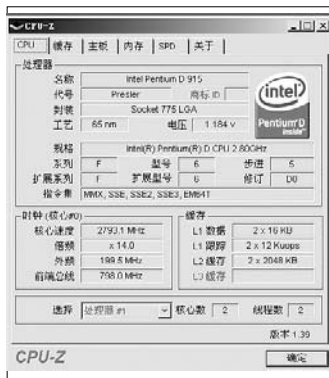 CPU-Z
CPU 缓存 主板 内存 SPD 关于
处理器
名称 Intel Pentium D 915
代号 Presler 商标 ID
intel
封装 Socket 775 LGA
工艺 65 nm 电压 1.184 v
Pentium D
inside
规格 Intel(R) Pentium(R) D CPU 2.80GHz
系列 F 型号 6 步进 5
扩展系列 F 扩展型号 6 修订 D0
指令集 MMX, SSE, SSE2, SSE3, EM64T
时钟 (核心#0)
核心速度 2793.1 MHz
倍频 x 14.0
外频 199.5 MHz
前端总线 798.0 MHz
缓存
L1 数据 2 x 16 KB
L1 跟踪 2 x 12 Kuops
L2 缓存 2 x 2048 KB
L3 缓存
选择 处理器 #1 核心数 2 线程数 2
版本 1.39
CPU-Z 确定